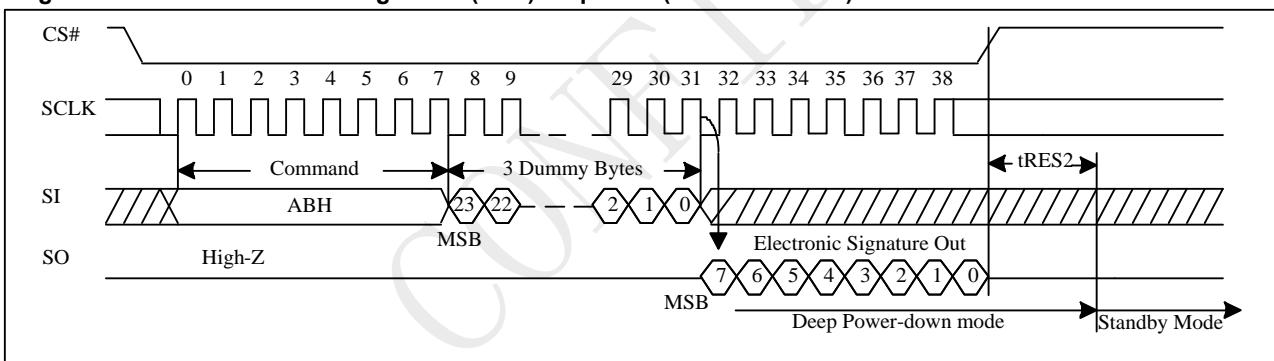 CS#
0 1 2 3 4 5 6 7 8 9 29 30 31 32 33 34 35 36 37 38
SCLK
Command 3 Dummy Bytes tRES2
SI ABH 23 22 2 1 0
MSB
SO High-Z Electronic Signature Out
7 6 5 4 3 2 1 0
MSB
Deep Power-down mode Standby Mode